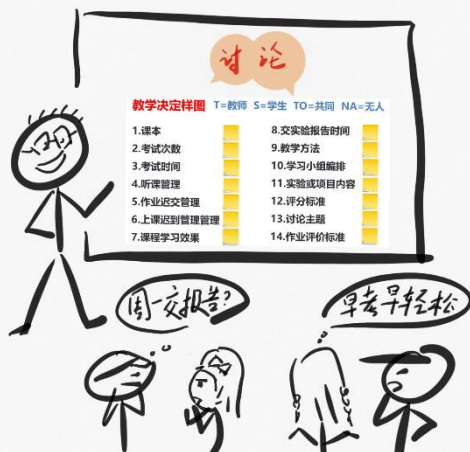 讨论
教学决定样图 T=教师 S=学生 TO=共同 NA=无人
1.课本
2.考试次数
3.考试时间
4.听课管理
5.作业迟交管理
6.上课迟到管理管理
7.课程学习效果
8.交实验报告时间
9.教学方法
10.学习小组编排
11.实验或项目内容
12.评分标准
13.讨论主题
14.作业评价标准
周一交报告?
早考早轻松